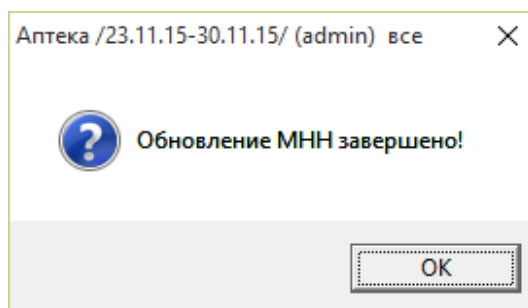 Аптека /23.11.15-30.11.15/ (admin) все
Обновление МНН завершено!
OK